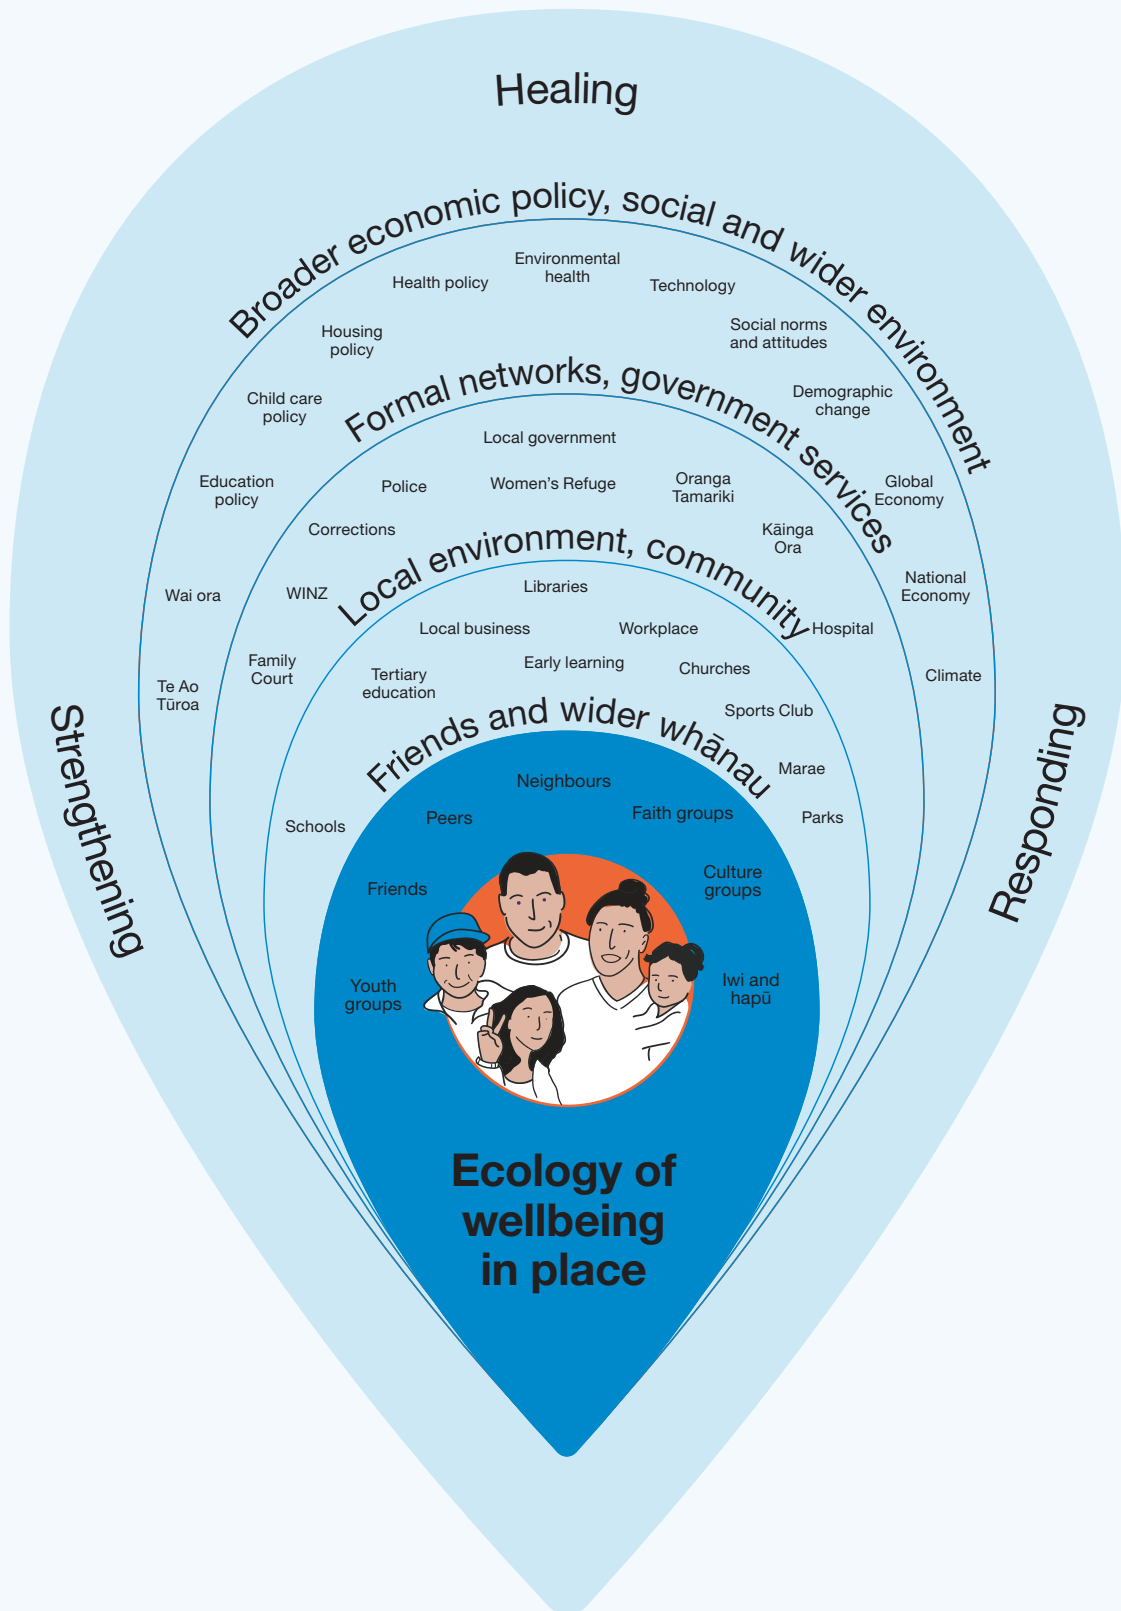 Healing
Broader economic policy, social and wider environment
Environmental
health
Health policy
Technology
Housing
policy
Social norms
and attitudes
Child care
policy
Demographic
change
Education
policy
Global
Economy
Wai ora
National
Economy
Te Ao
Tūroa
Climate
Formal networks, government services
Local government
Police
Women's Refuge
Oranga
Tamariki
Corrections
Kāinga
Ora
WINZ
Hospital
Family
Court
Local environment, community
Libraries
Local business
Workplace
Early learning
Churches
Tertiary
education
Sports Club
Marae
Schools
Parks
Friends and wider whānau
Neighbours
Peers
Faith groups
Friends
Culture
groups
Youth
groups
Iwi and
hapū
Strengthening
Responding
Ecology of
wellbeing
in place